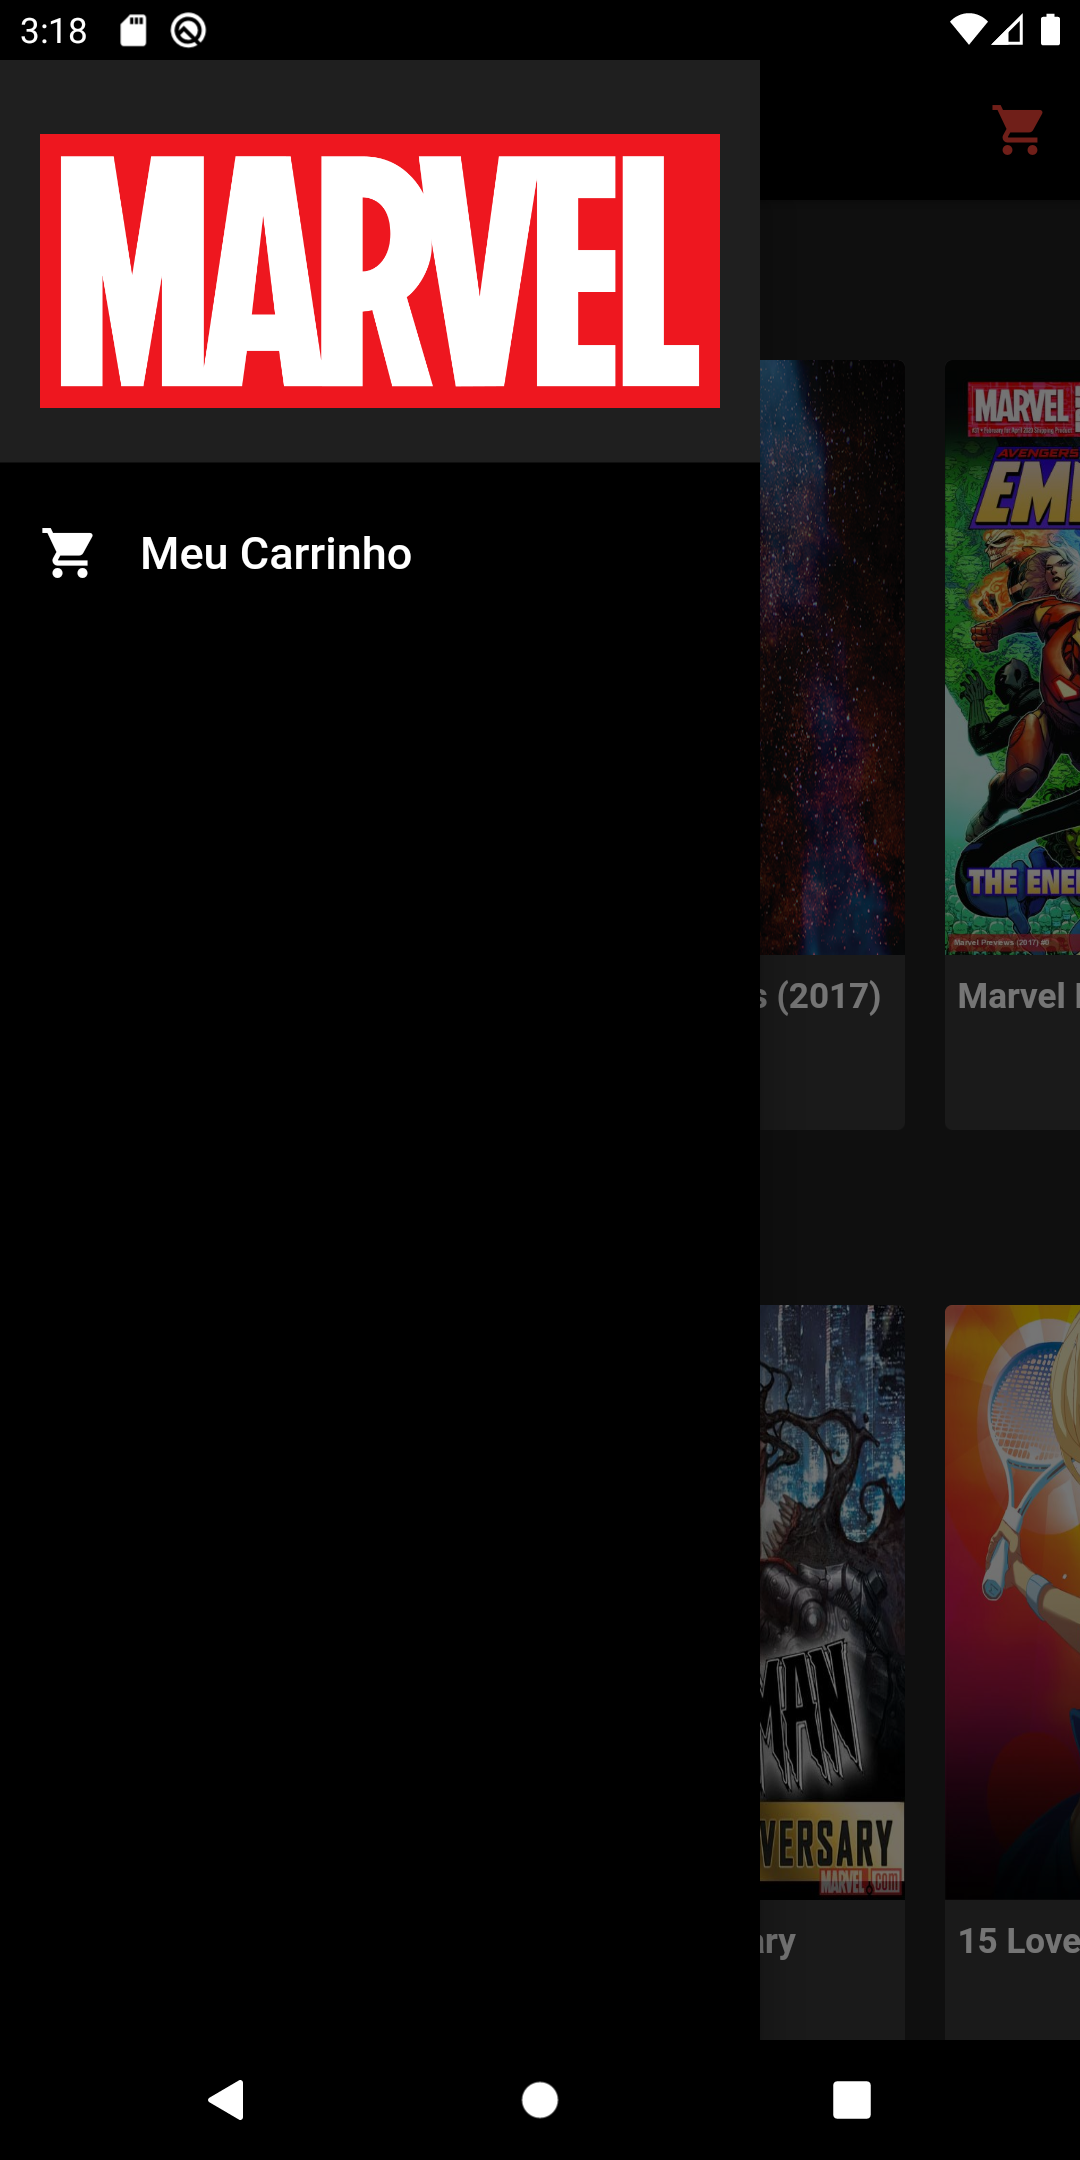 3:18
MARVEL
Meu Carrinho
MARVEL
AVENGERS
EM
THE ENE
Marvel Previews (2017) #0
s (2017)
Marvel
MAN
VERSARY
MARVEL.com
ary
15 Love